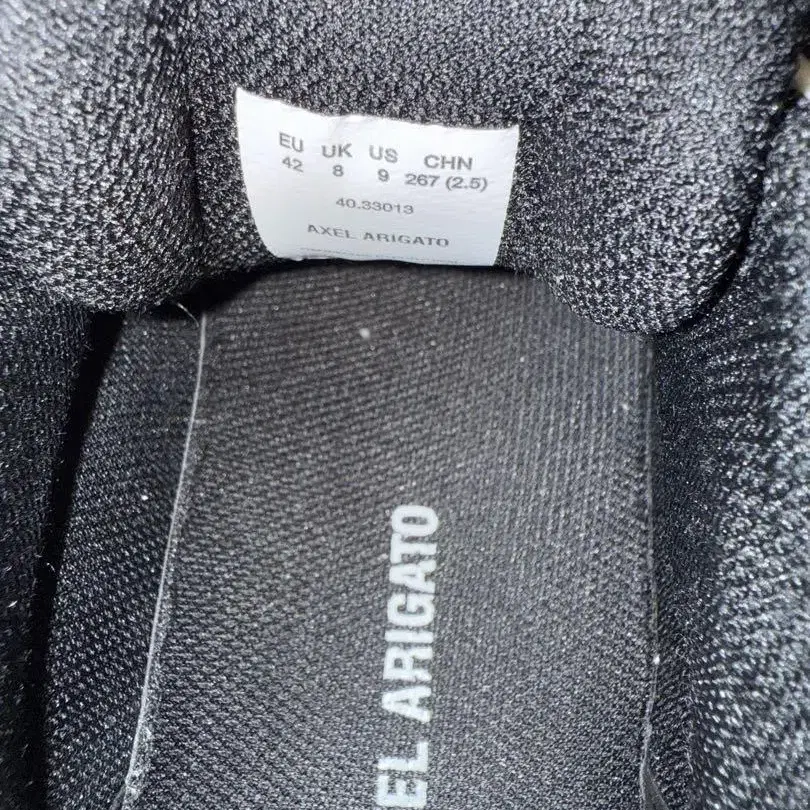 EU UK US CHN
42 8 9 267 (2.5)
40.33013
AXEL ARIGATO
EL ARIGATO